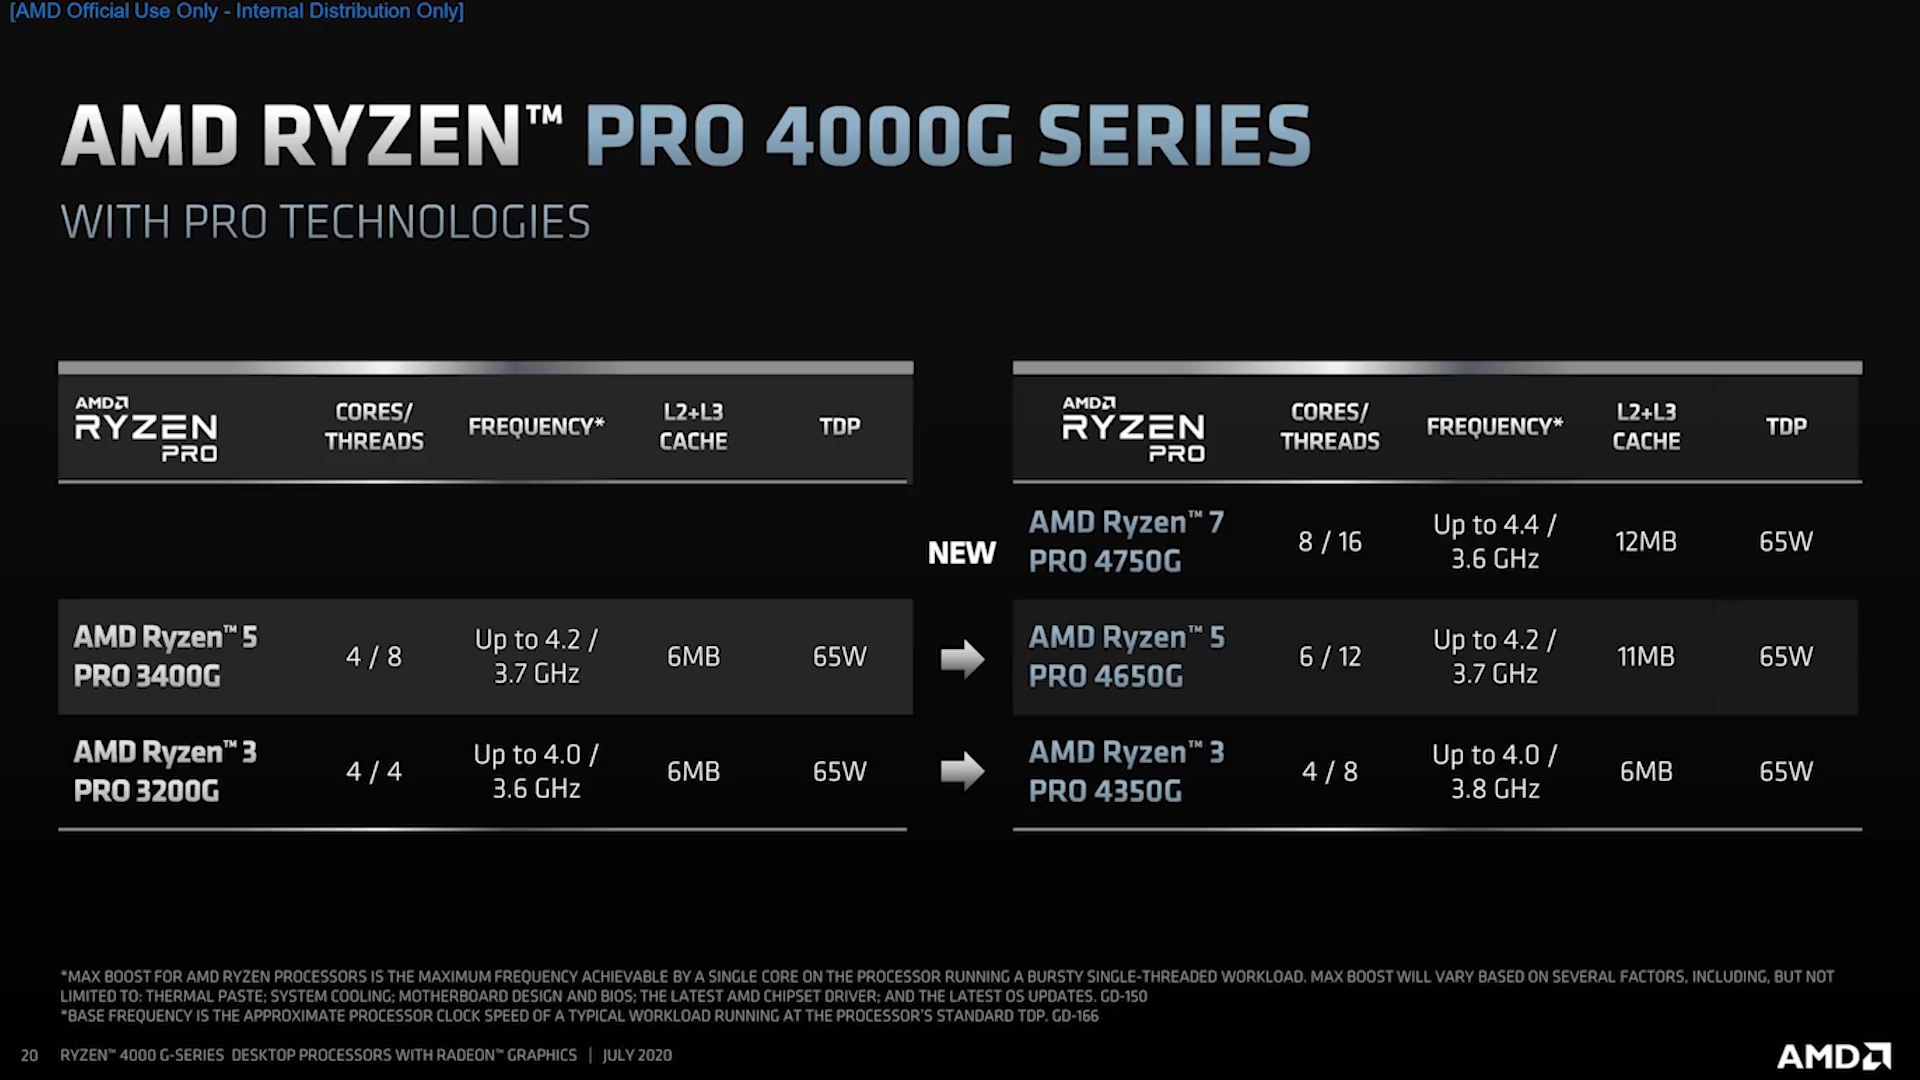 [AMD Official Use Only - Internal Distribution Only]
AMD RYZEN™ PRO 4000G SERIES
WITH PRO TECHNOLOGIES
AMD RYZEN PRO
CORES/
THREADS
FREQUENCY*
L2+L3
CACHE
TDP
AMD Ryzen™ 5
PRO 3400G
4 / 8
Up to 4.2 /
3.7 GHz
6MB
65W
AMD Ryzen™ 3
PRO 3200G
4 / 4
Up to 4.0 /
3.6 GHz
6MB
65W
NEW
AMD RYZEN PRO
CORES/
THREADS
FREQUENCY*
L2+L3
CACHE
TDP
AMD Ryzen™ 7
PRO 4750G
8 / 16
Up to 4.4 /
3.6 GHz
12MB
65W
AMD Ryzen™ 5
PRO 4650G
6 / 12
Up to 4.2 /
3.7 GHz
11MB
65W
AMD Ryzen™ 3
PRO 4350G
4 / 8
Up to 4.0 /
3.8 GHz
6MB
65W
*MAX BOOST FOR AMD RYZEN PROCESSORS IS THE MAXIMUM FREQUENCY ACHIEVABLE BY A SINGLE CORE ON THE PROCESSOR RUNNING A BURSTY SINGLE-THREADED WORKLOAD. MAX BOOST WILL VARY BASED ON SEVERAL FACTORS, INCLUDING, BUT NOT
LIMITED TO: THERMAL PASTE; SYSTEM COOLING; MOTHERBOARD DESIGN AND BIOS; THE LATEST AMD CHIPSET DRIVER; AND THE LATEST OS UPDATES. GD-150
*BASE FREQUENCY IS THE APPROXIMATE PROCESSOR CLOCK SPEED OF A TYPICAL WORKLOAD RUNNING AT THE PROCESSOR'S STANDARD TDP. GD-166
20 RYZEN™ 4000 G-SERIES DESKTOP PROCESSORS WITH RADEON™ GRAPHICS | JULY 2020
AMD